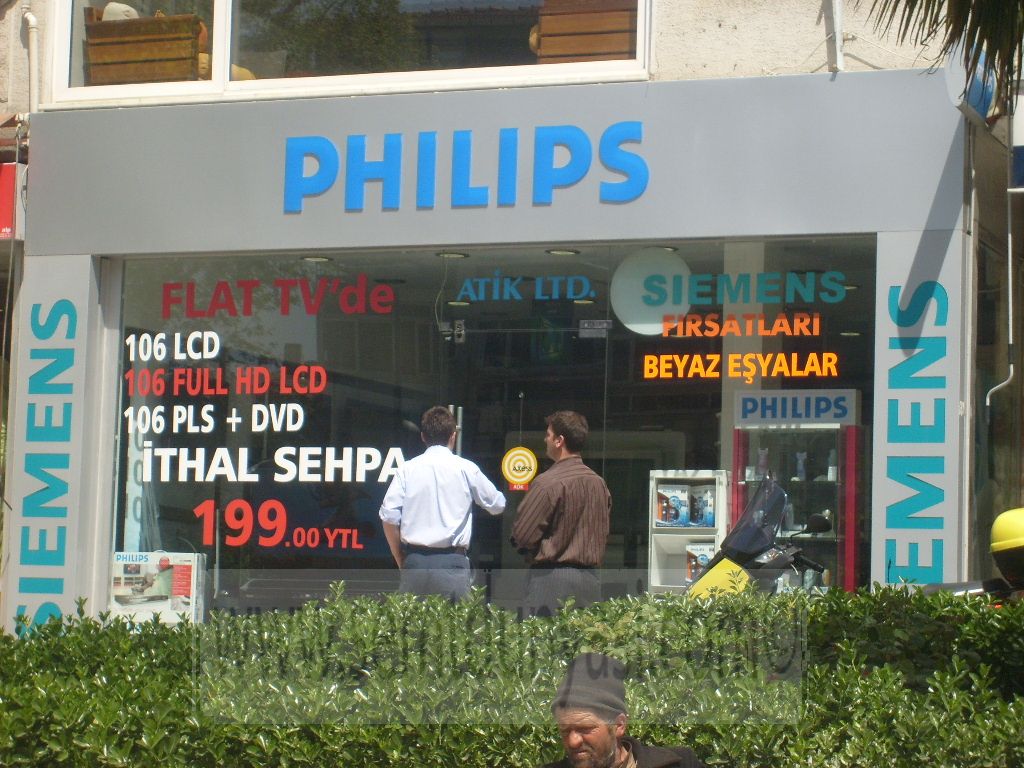 PHILIPS
SIEMENS
FLAT TV'de
106 LCD
106 FULL HD LCD
106 PLS + DVD
İTHAL SEHPA
199.00 YTL
ATİK LTD.
SIEMENS
FIRSATLARI
BEYAZ EŞYALAR
PHILIPS
axess
PHILIPS
SIEMENS